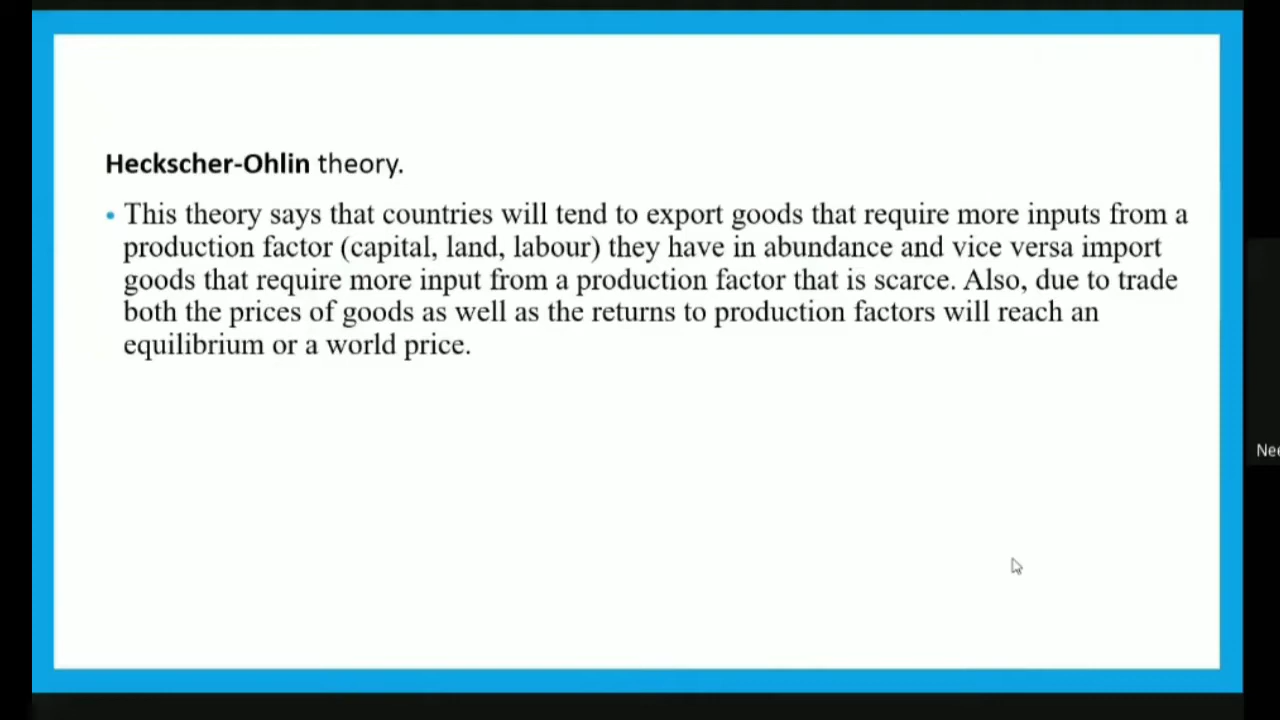 Heckscher-Ohlin theory.
• This theory says that countries will tend to export goods that require more inputs from a
production factor (capital, land, labour) they have in abundance and vice versa import
goods that require more input from a production factor that is scarce. Also, due to trade
both the prices of goods as well as the returns to production factors will reach an
equilibrium or a world price.